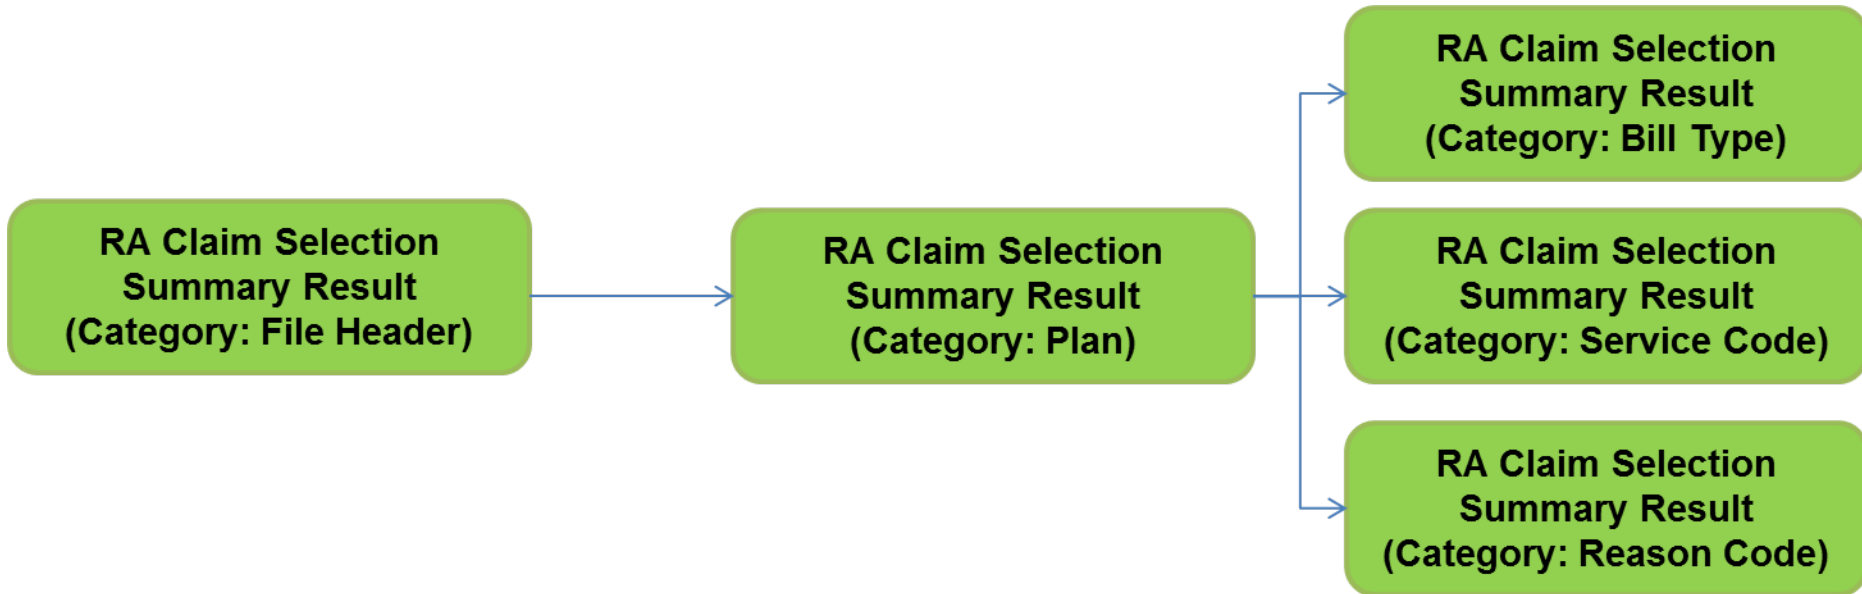 RA Claim Selection
Summary Result
(Category: File Header)
RA Claim Selection
Summary Result
(Category: Plan)
RA Claim Selection
Summary Result
(Category: Bill Type)
RA Claim Selection
Summary Result
(Category: Service Code)
RA Claim Selection
Summary Result
(Category: Reason Code)